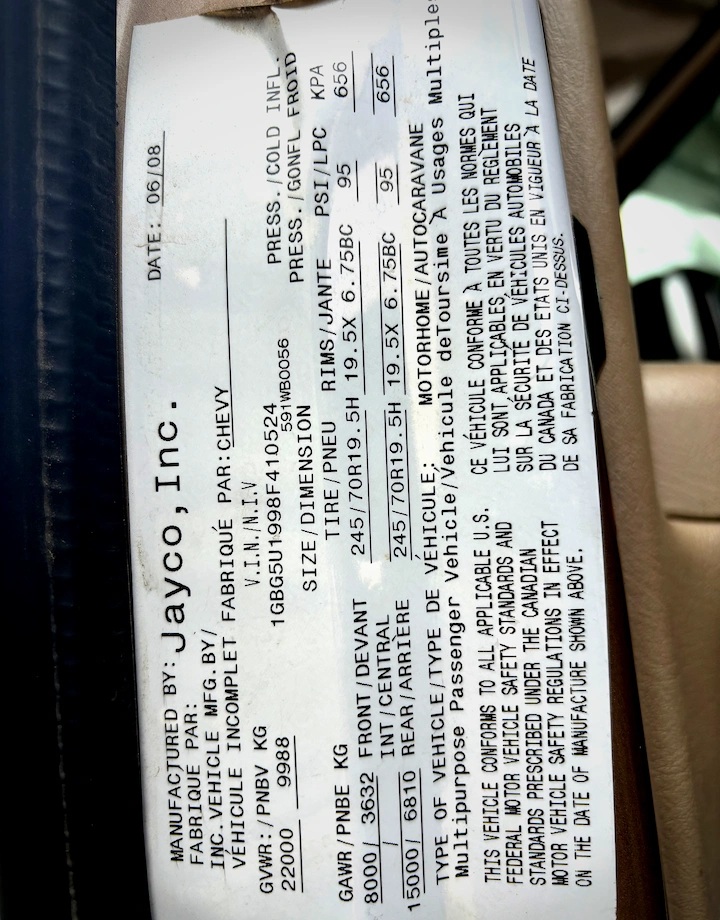 MANUFACTURED BY: Jayco, Inc. DATE: 06/08
FABRIQUE PAR:
INC.VEHICLE MFG.BY/
VÉHICULE INCOMPLET FABRIQUÉ PAR: CHEVY
GVWR:/PNBV KG V.I.N./N.I.V
22000 / 9988 1GBG5U1998F410524
591WB0056
SIZE/DIMENSION PRESS./COLD INFL.
TIRE/PNEU RIMS/JANTE PRESS./GONFL FROID
GAWR/PNBE KG PSI/LPC KPA
8000/ 3632 FRONT/DEVANT 245/70R19.5H 19.5X 6.75BC 95 656
/ INT/CENTRAL
15000/ 6810 REAR/ARRIÈRE 245/70R19.5H 19.5X 6.75BC 95 656
TYPE OF VEHICLE/TYPE DE VÉHICULE: MOTORHOME/AUTOCARAVANE
Multipurpose Passenger Vehicle/Vehicule deToursime À Usages Multiples
THIS VEHICLE CONFORMS TO ALL APPLICABLE U.S.
FEDERAL MOTOR VEHICLE SAFETY STANDARDS AND
STANDARDS PRESCRIBED UNDER THE CANADIAN
MOTOR VEHICLE SAFETY REGULATIONS IN EFFECT
ON THE DATE OF MANUFACTURE SHOWN ABOVE.
CE VÉHICULE CONFORME À TOUTES LES NORMES QUI
LUI SONT APPLICABLES EN VERTU DU REGLEMENT
SUR LA SÉCURITÉ DE VÉHICULES AUTOMOBILES
DU CANADA ET DES ETATS UNIS EN VIGUEUR À LA DATE
DE SA FABRICATION CI-DESSUS.